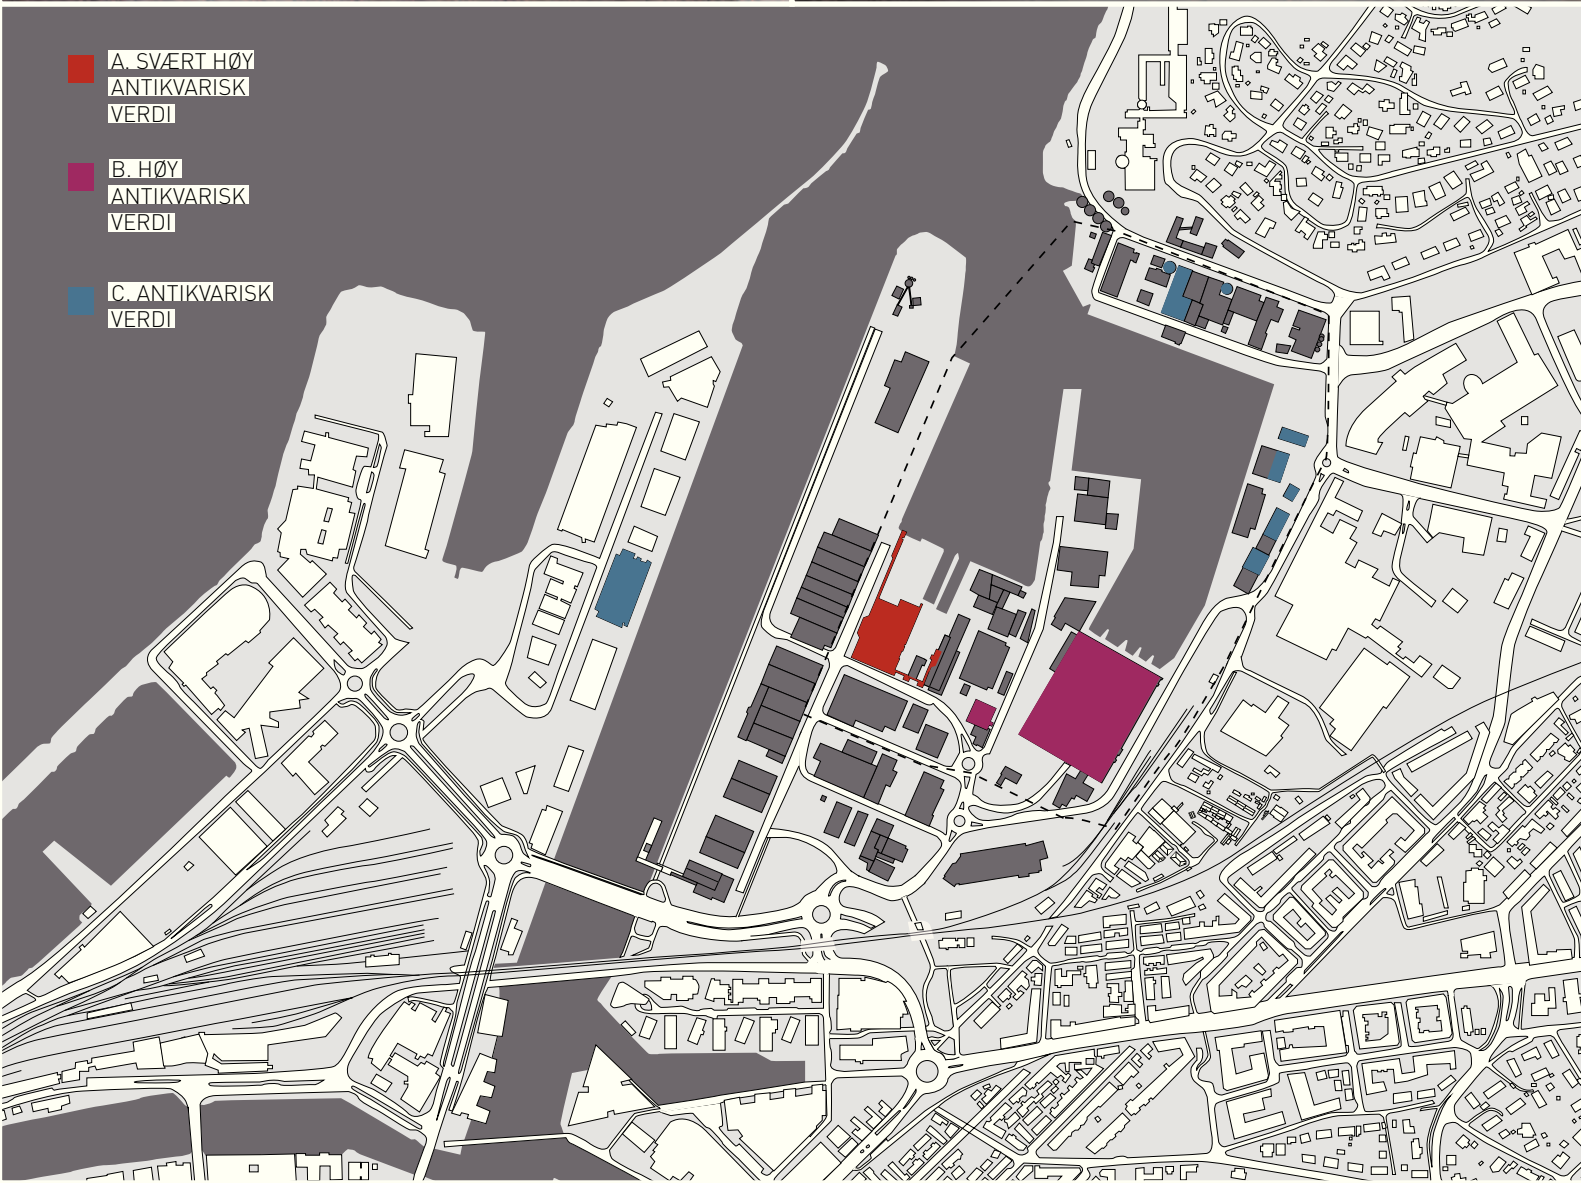 A. SVÆRT HØY
ANTIKVARISK
VERDI
B. HØY
ANTIKVARISK
VERDI
C. ANTIKVARISK
VERDI